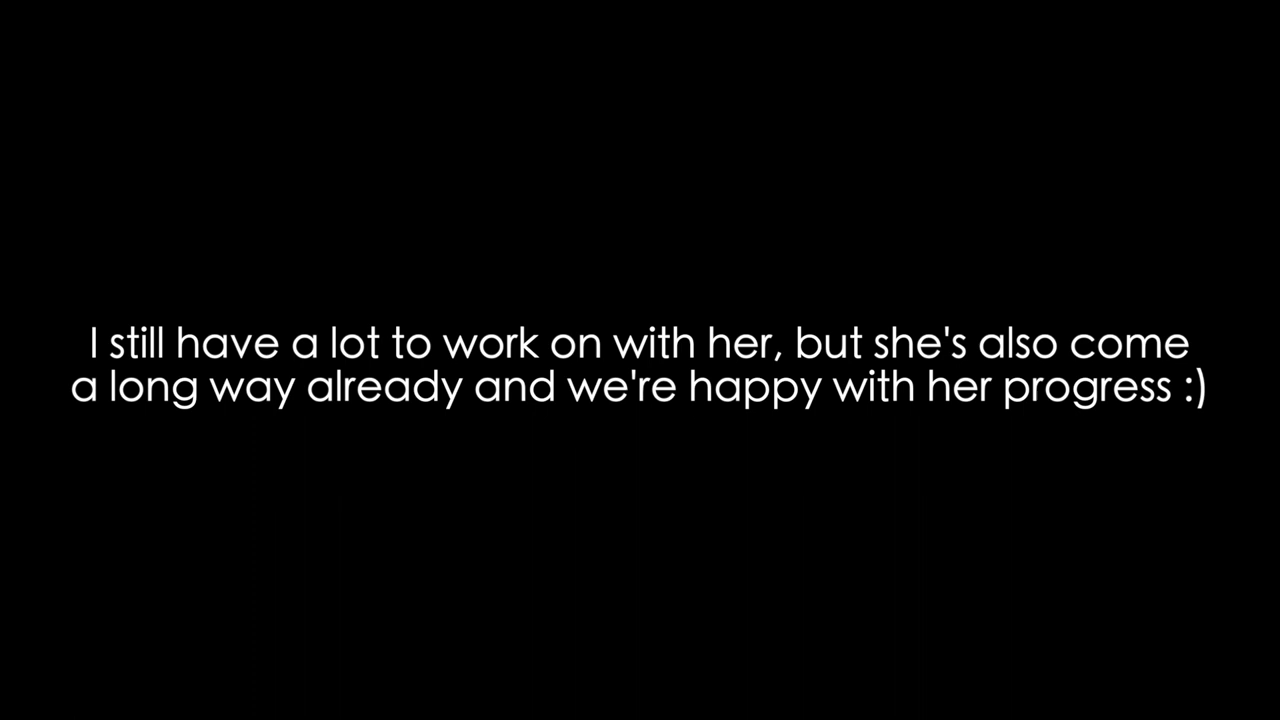 I still have a lot to work on with her, but she's also come
a long way already and we're happy with her progress :)